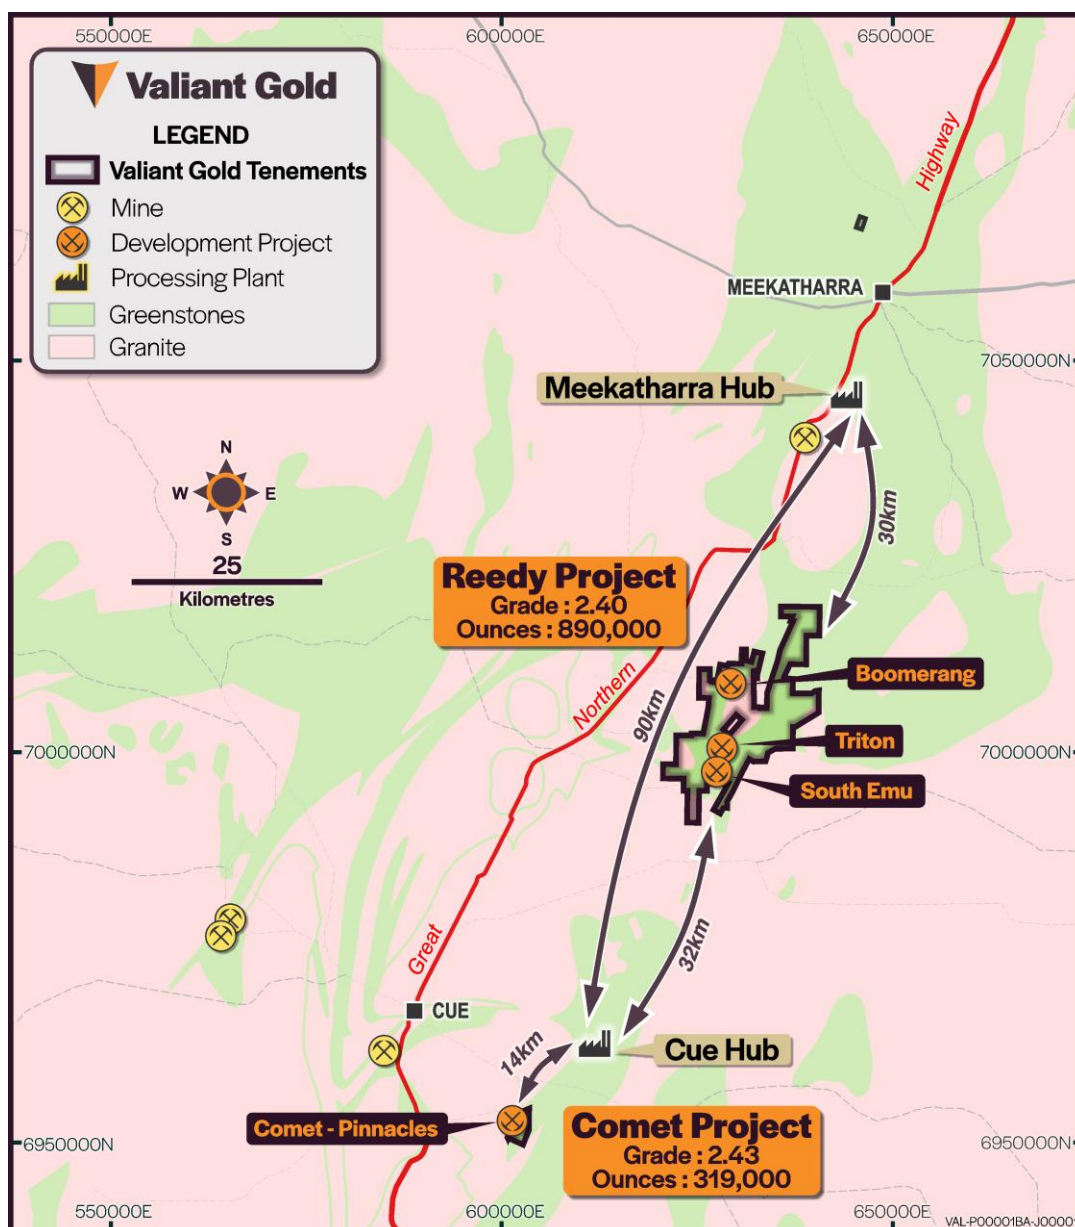 550000E
600000E
650000E
Valiant Gold
LEGEND
Valiant Gold Tenements
Mine
Development Project
Processing Plant
Greenstones
Granite
Highway
MEEKATHARRA
7050000N
Meekatharra Hub
N
W
E
S
25
Kilometres
30km
Reedy Project
Grade : 2.40
Ounces : 890,000
Boomerang
Northern
90km
7000000N
Triton
7000000N
South Emu
Great
32km
CUE
14km
Cue Hub
Comet - Pinnacles
Comet Project
Grade : 2.43
Ounces : 319,000
6950000N
6950000N
550000E
600000E
650000E